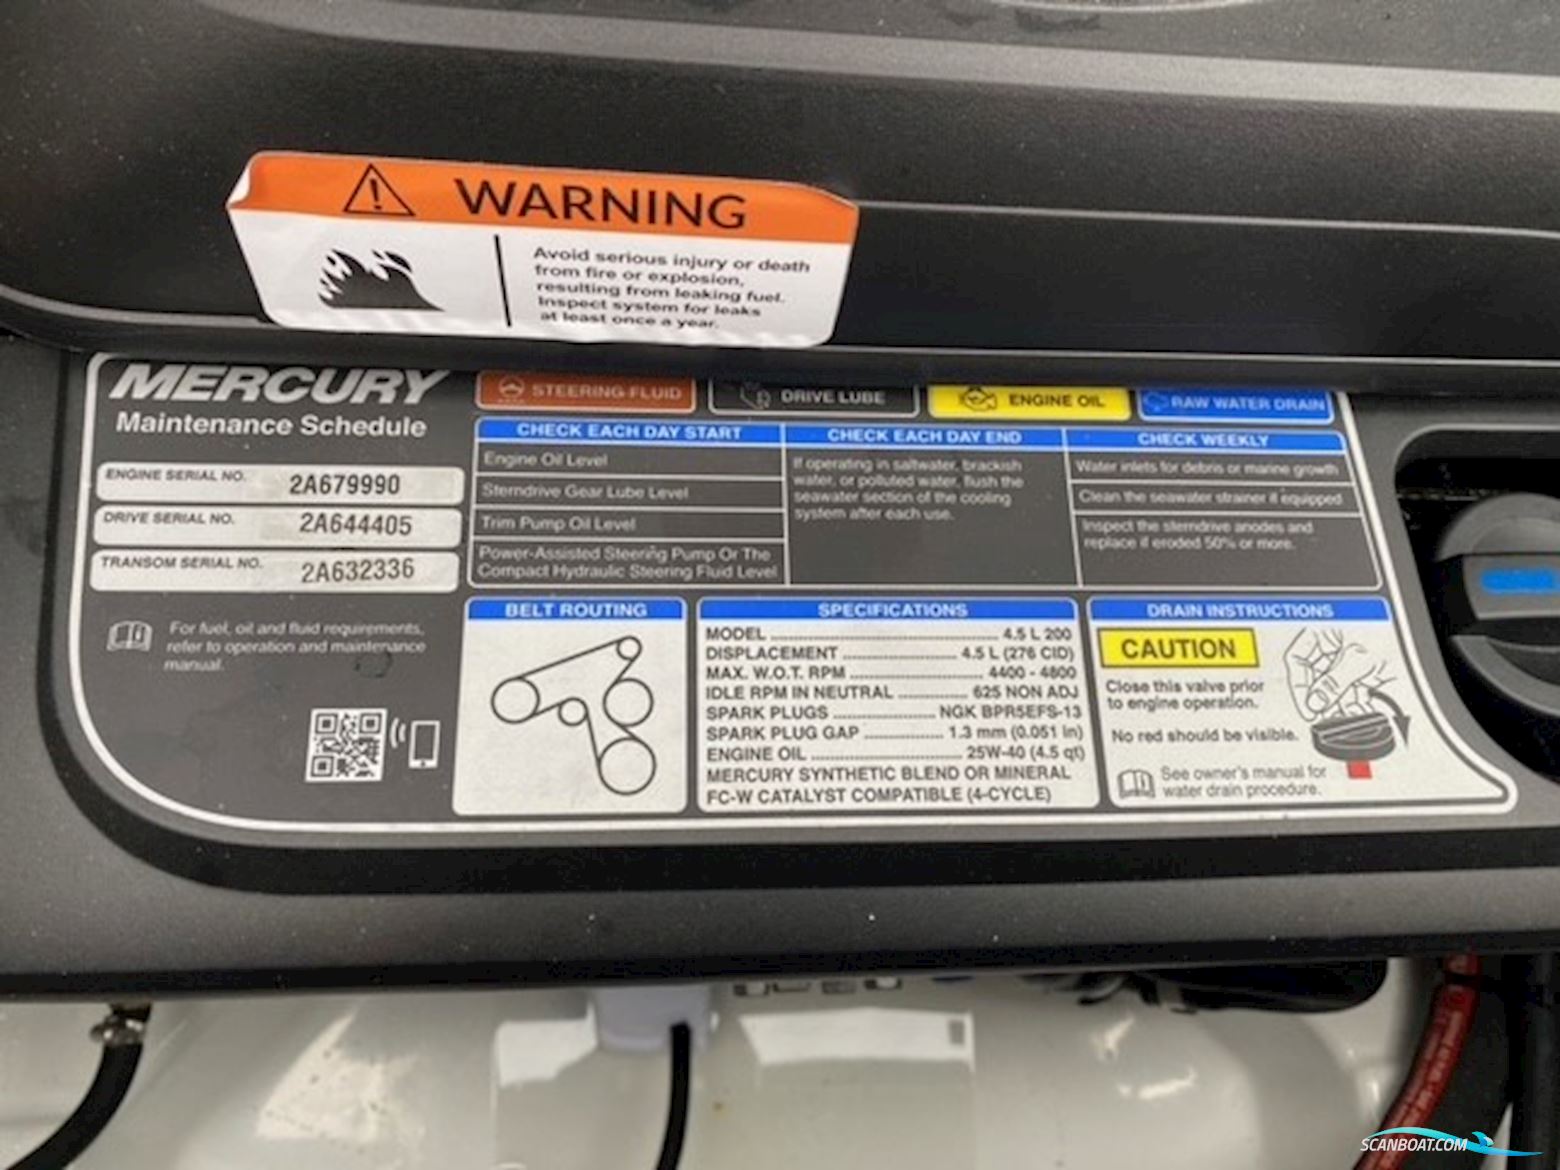 WARNING
Avoid serious injury or death
from fire or explosion,
resulting from leaking fuel.
Inspect system for leaks
at least once a year.
MERCURY
Maintenance Schedule
ENGINE SERIAL NO. 2A679990
DRIVE SERIAL NO. 2A644405
TRANSOM SERIAL NO. 2A632336
For fuel, oil and fluid requirements,
refer to operation and maintenance
manual.
STEERING FLUID
DRIVE LUBE
ENGINE OIL
RAW WATER DRAIN
CHECK EACH DAY START
Engine Oil Level
Sterndrive Gear Lube Level
Trim Pump Oil Level
Power-Assisted Steering Pump Or The
Compact Hydraulic Steering Fluid Level
CHECK EACH DAY END
If operating in saltwater, brackish
water, or polluted water, flush the
seawater section of the cooling
system after each use.
CHECK WEEKLY
Water inlets for debris or marine growth
Clean the seawater strainer if equipped
Inspect the sterndrive anodes and
replace if eroded 50% or more.
BELT ROUTING
SPECIFICATIONS
MODEL ... 4.5 L 200
DISPLACEMENT ... 4.5 L (276 CID)
MAX. W.O.T. RPM ... 4400 - 4800
IDLE RPM IN NEUTRAL ... 625 NON ADJ
SPARK PLUGS ... NGK BPR5EFS-13
SPARK PLUG GAP ... 1.3 mm (0.051 in)
ENGINE OIL ... 25W-40 (4.5 qt)
MERCURY SYNTHETIC BLEND OR MINERAL
FC-W CATALYST COMPATIBLE (4-CYCLE)
DRAIN INSTRUCTIONS
CAUTION
Close this valve prior
to engine operation.
No red should be visible.
See owner's manual for
water drain procedure.
SCANBOAT.COM